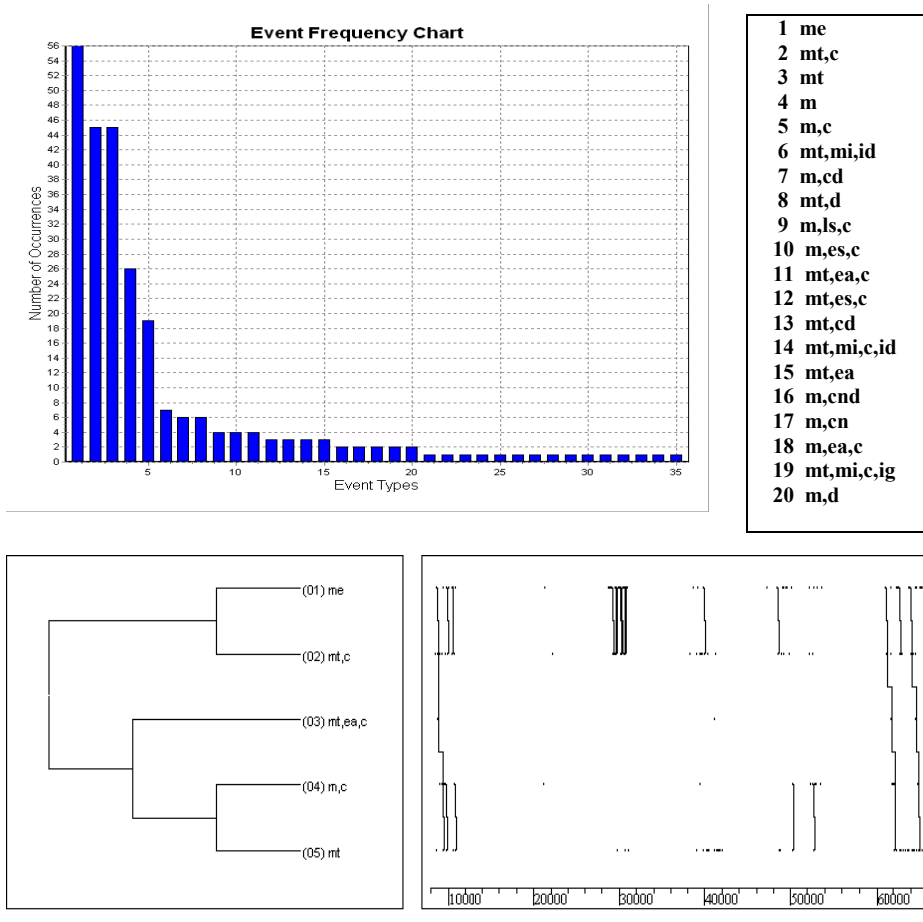 Event Frequency Chart
56
54
52
50
48
46
44
42
40
38
36
34
32
30
28
26
24
22
20
18
16
14
12
10
8
6
4
2
0
Number of Occurrences
5 10 15 20 25 30 35
Event Types
1 me
2 mt,c
3 mt
4 m
5 m,c
6 mt,mi,id
7 m,cd
8 mt,d
9 m,ls,c
10 m,es,c
11 mt,ea,c
12 mt,es,c
13 mt,cd
14 mt,mi,c,id
15 mt,ea
16 m,cnd
17 m,cn
18 m,ea,c
19 mt,mi,c,ig
20 m,d
(01) me
(02) mt,c
(03) mt,ea,c
(04) m,c
(05) mt
10000 20000 30000 40000 50000 60000